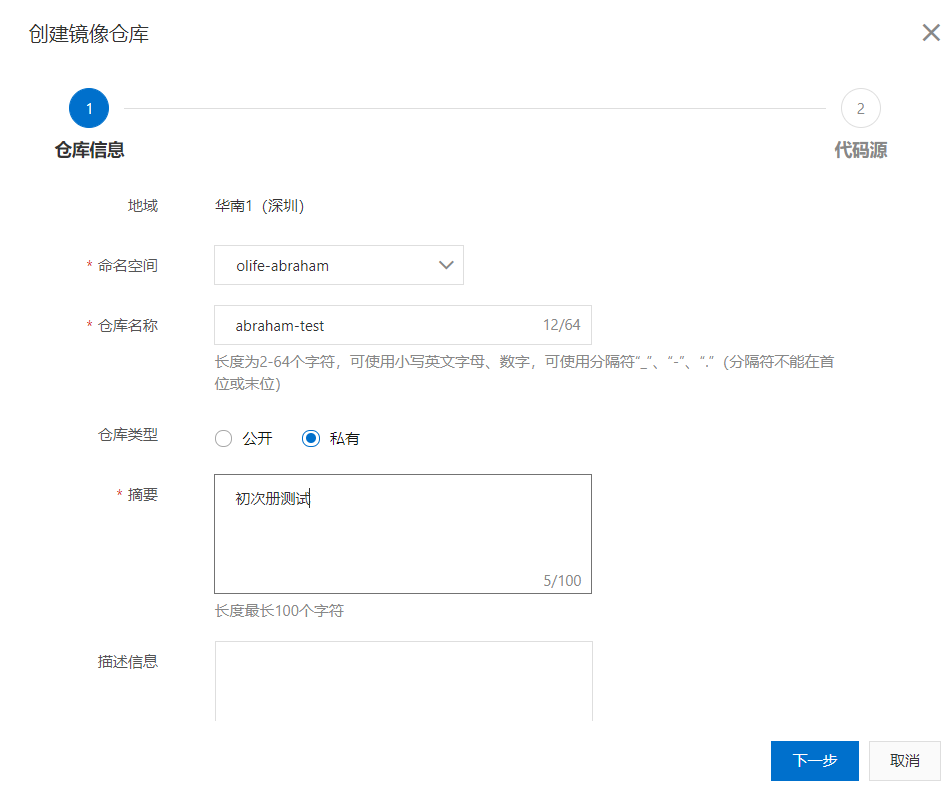 创建镜像仓库
1
2
仓库信息
代码源
地域
华南1（深圳）
* 命名空间
olife-abraham
* 仓库名称
abraham-test
12/64
长度为2-64个字符，可使用小写英文字母、数字，可使用分隔符“_”、“-”、“.”（分隔符不能在首
位或末位）
仓库类型
公开
私有
* 摘要
初次册测试
5/100
长度最长100个字符
描述信息
下一步
取消